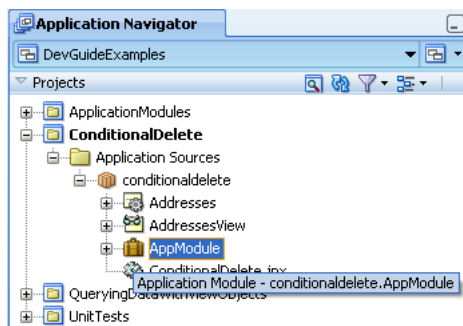 Application Navigator
DevGuideExamples
Projects
ApplicationModules
ConditionalDelete
Application Sources
conditionaldelete
Addresses
AddressesView
AppModule
ConditionalDelete.jpx
Application Module - conditionaldelete.AppModule
QueryingDataWithViewObjects
UnitTests